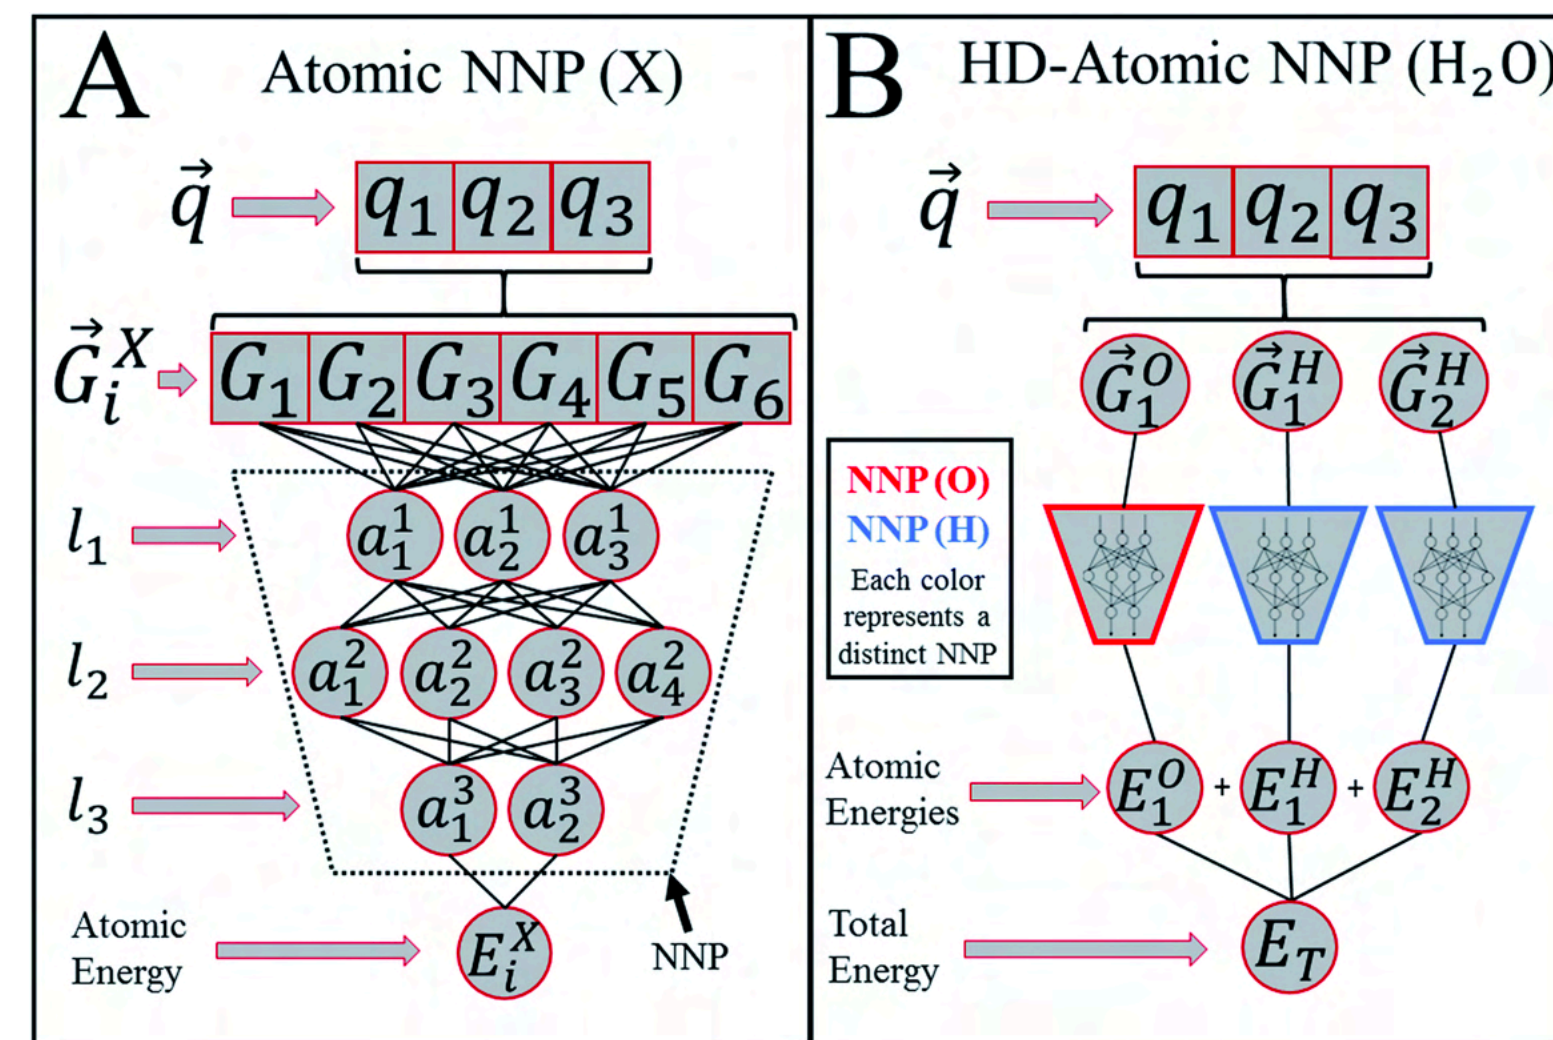 A
Atomic NNP (X)
q⃗
q₁ q₂ q₃
G⃗ᵢˣ
G₁ G₂ G₃ G₄ G₅ G₆
l₁
a₁¹ a₂¹ a₃¹
l₂
a₁² a₂² a₃² a₄²
l₃
a₁³ a₂³
Atomic
Energy
Eᵢˣ
NNP
B
HD-Atomic NNP (H₂O)
q⃗
q₁ q₂ q₃
G⃗₁ᴼ G⃗₁ᴴ G⃗₂ᴴ
NNP (O)
NNP (H)
Each color
represents a
distinct NNP
Atomic
Energies
E₁ᴼ + E₁ᴴ + E₂ᴴ
Total
Energy
E_T